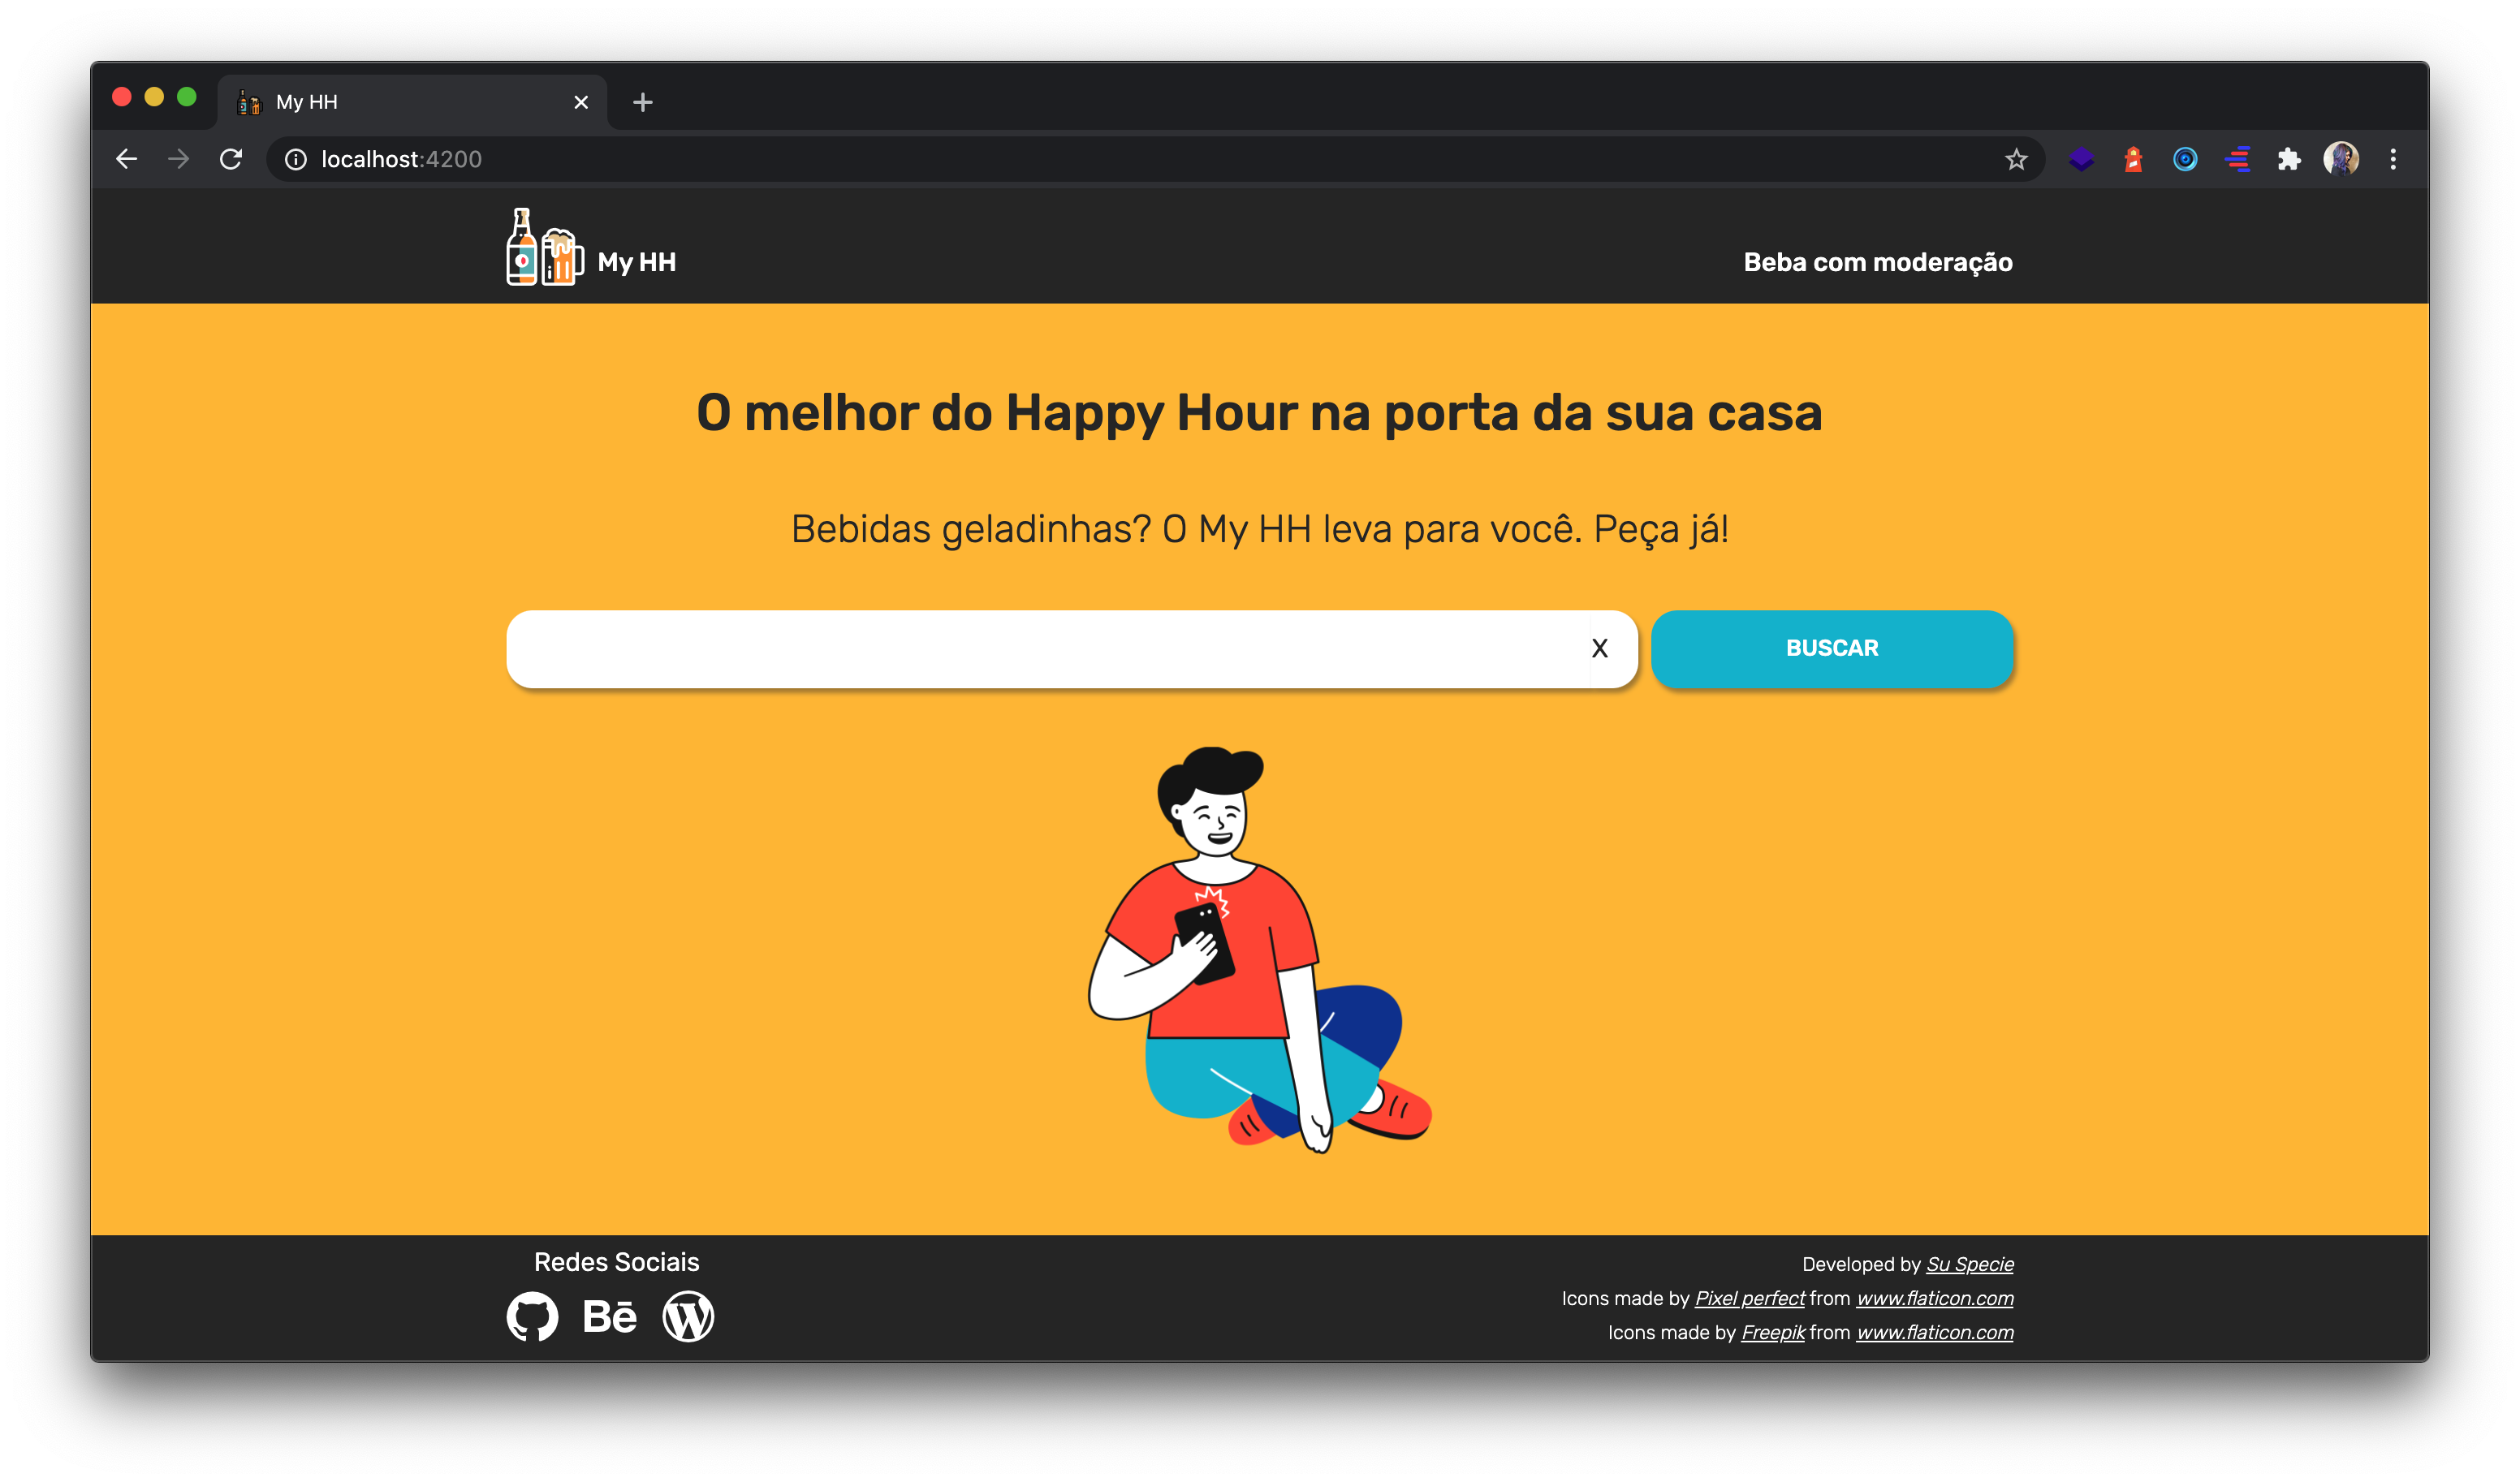 My HH
localhost:4200
My HH
Beba com moderação
O melhor do Happy Hour na porta da sua casa
Bebidas geladinhas? O My HH leva para você. Peça já!
X
BUSCAR
Redes Sociais
Bē
Developed by Su Specie
Icons made by Pixel perfect from www.flaticon.com
Icons made by Freepik from www.flaticon.com